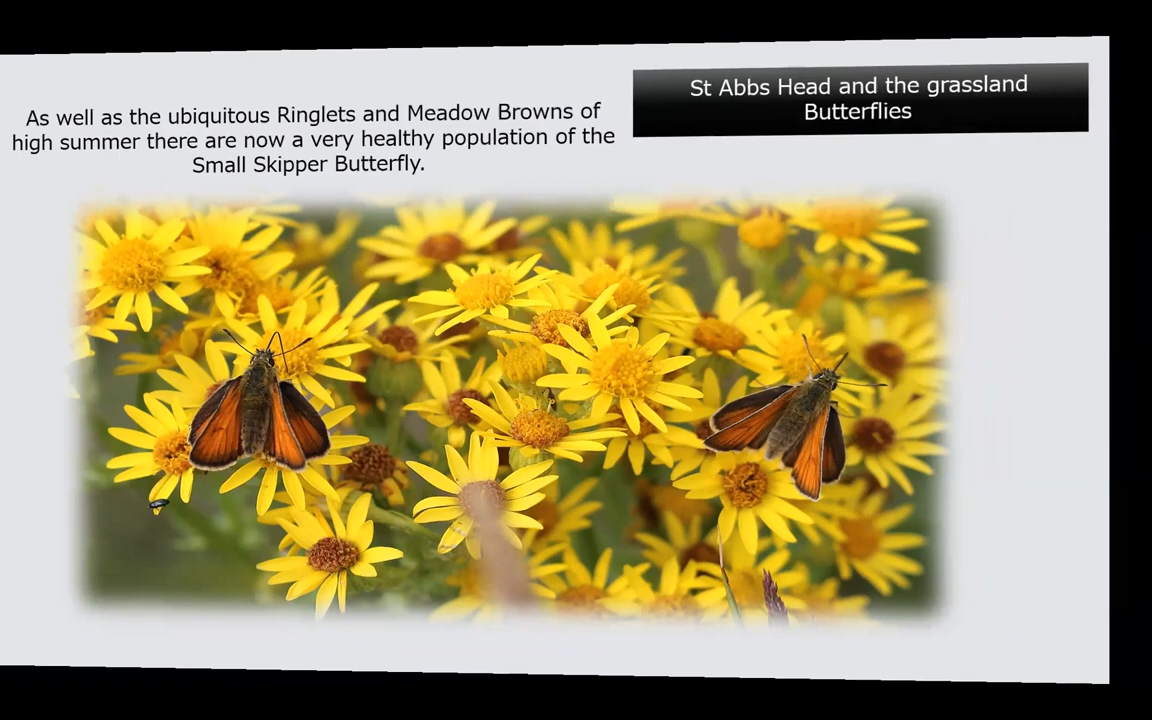 St Abbs Head and the grassland
Butterflies
As well as the ubiquitous Ringlets and Meadow Browns of
high summer there are now a very healthy population of the
Small Skipper Butterfly.